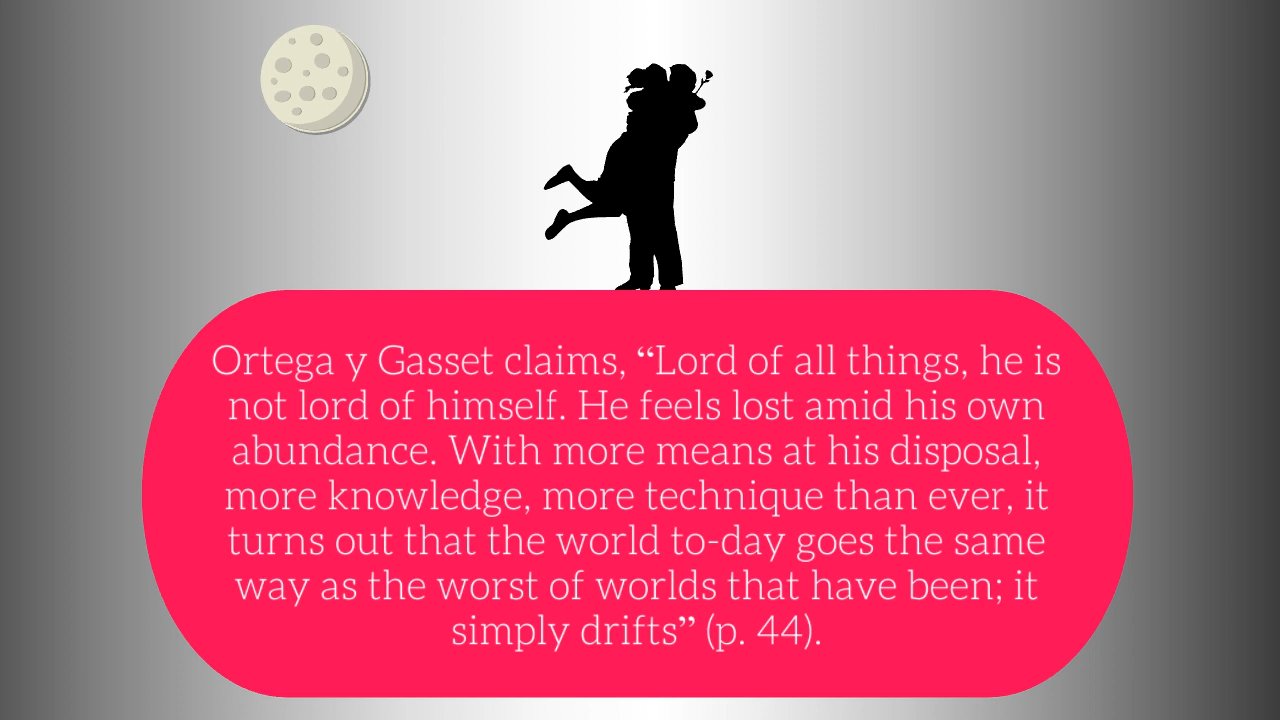 Ortega y Gasset claims, “Lord of all things, he is
not lord of himself. He feels lost amid his own
abundance. With more means at his disposal,
more knowledge, more technique than ever, it
turns out that the world to-day goes the same
way as the worst of worlds that have been; it
simply drifts” (p. 44).